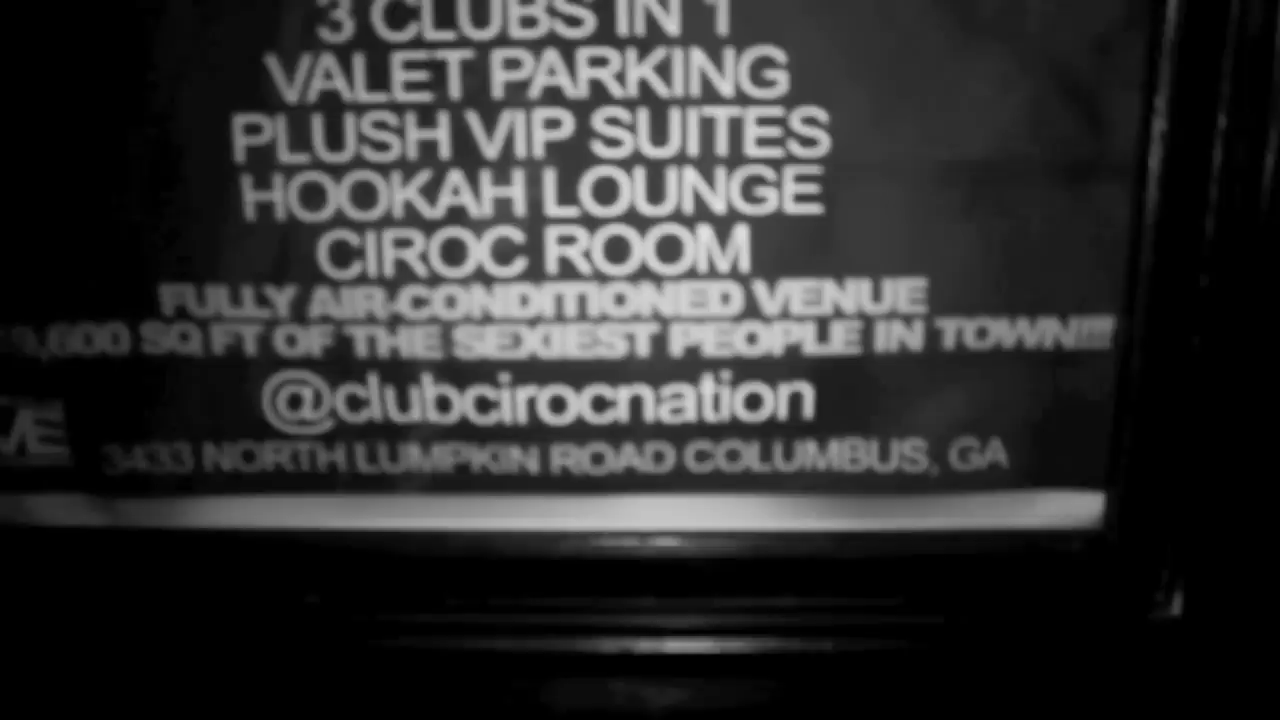 3 CLUBS IN 1
VALET PARKING
PLUSH VIP SUITES
HOOKAH LOUNGE
CIROC ROOM
FULLY AIR-CONDITIONED VENUE
SQ FT OF THE SEXIEST PEOPLE IN TOWN!!!
@clubcirocnation
3433 NORTH LUMPKIN ROAD COLUMBUS, GA